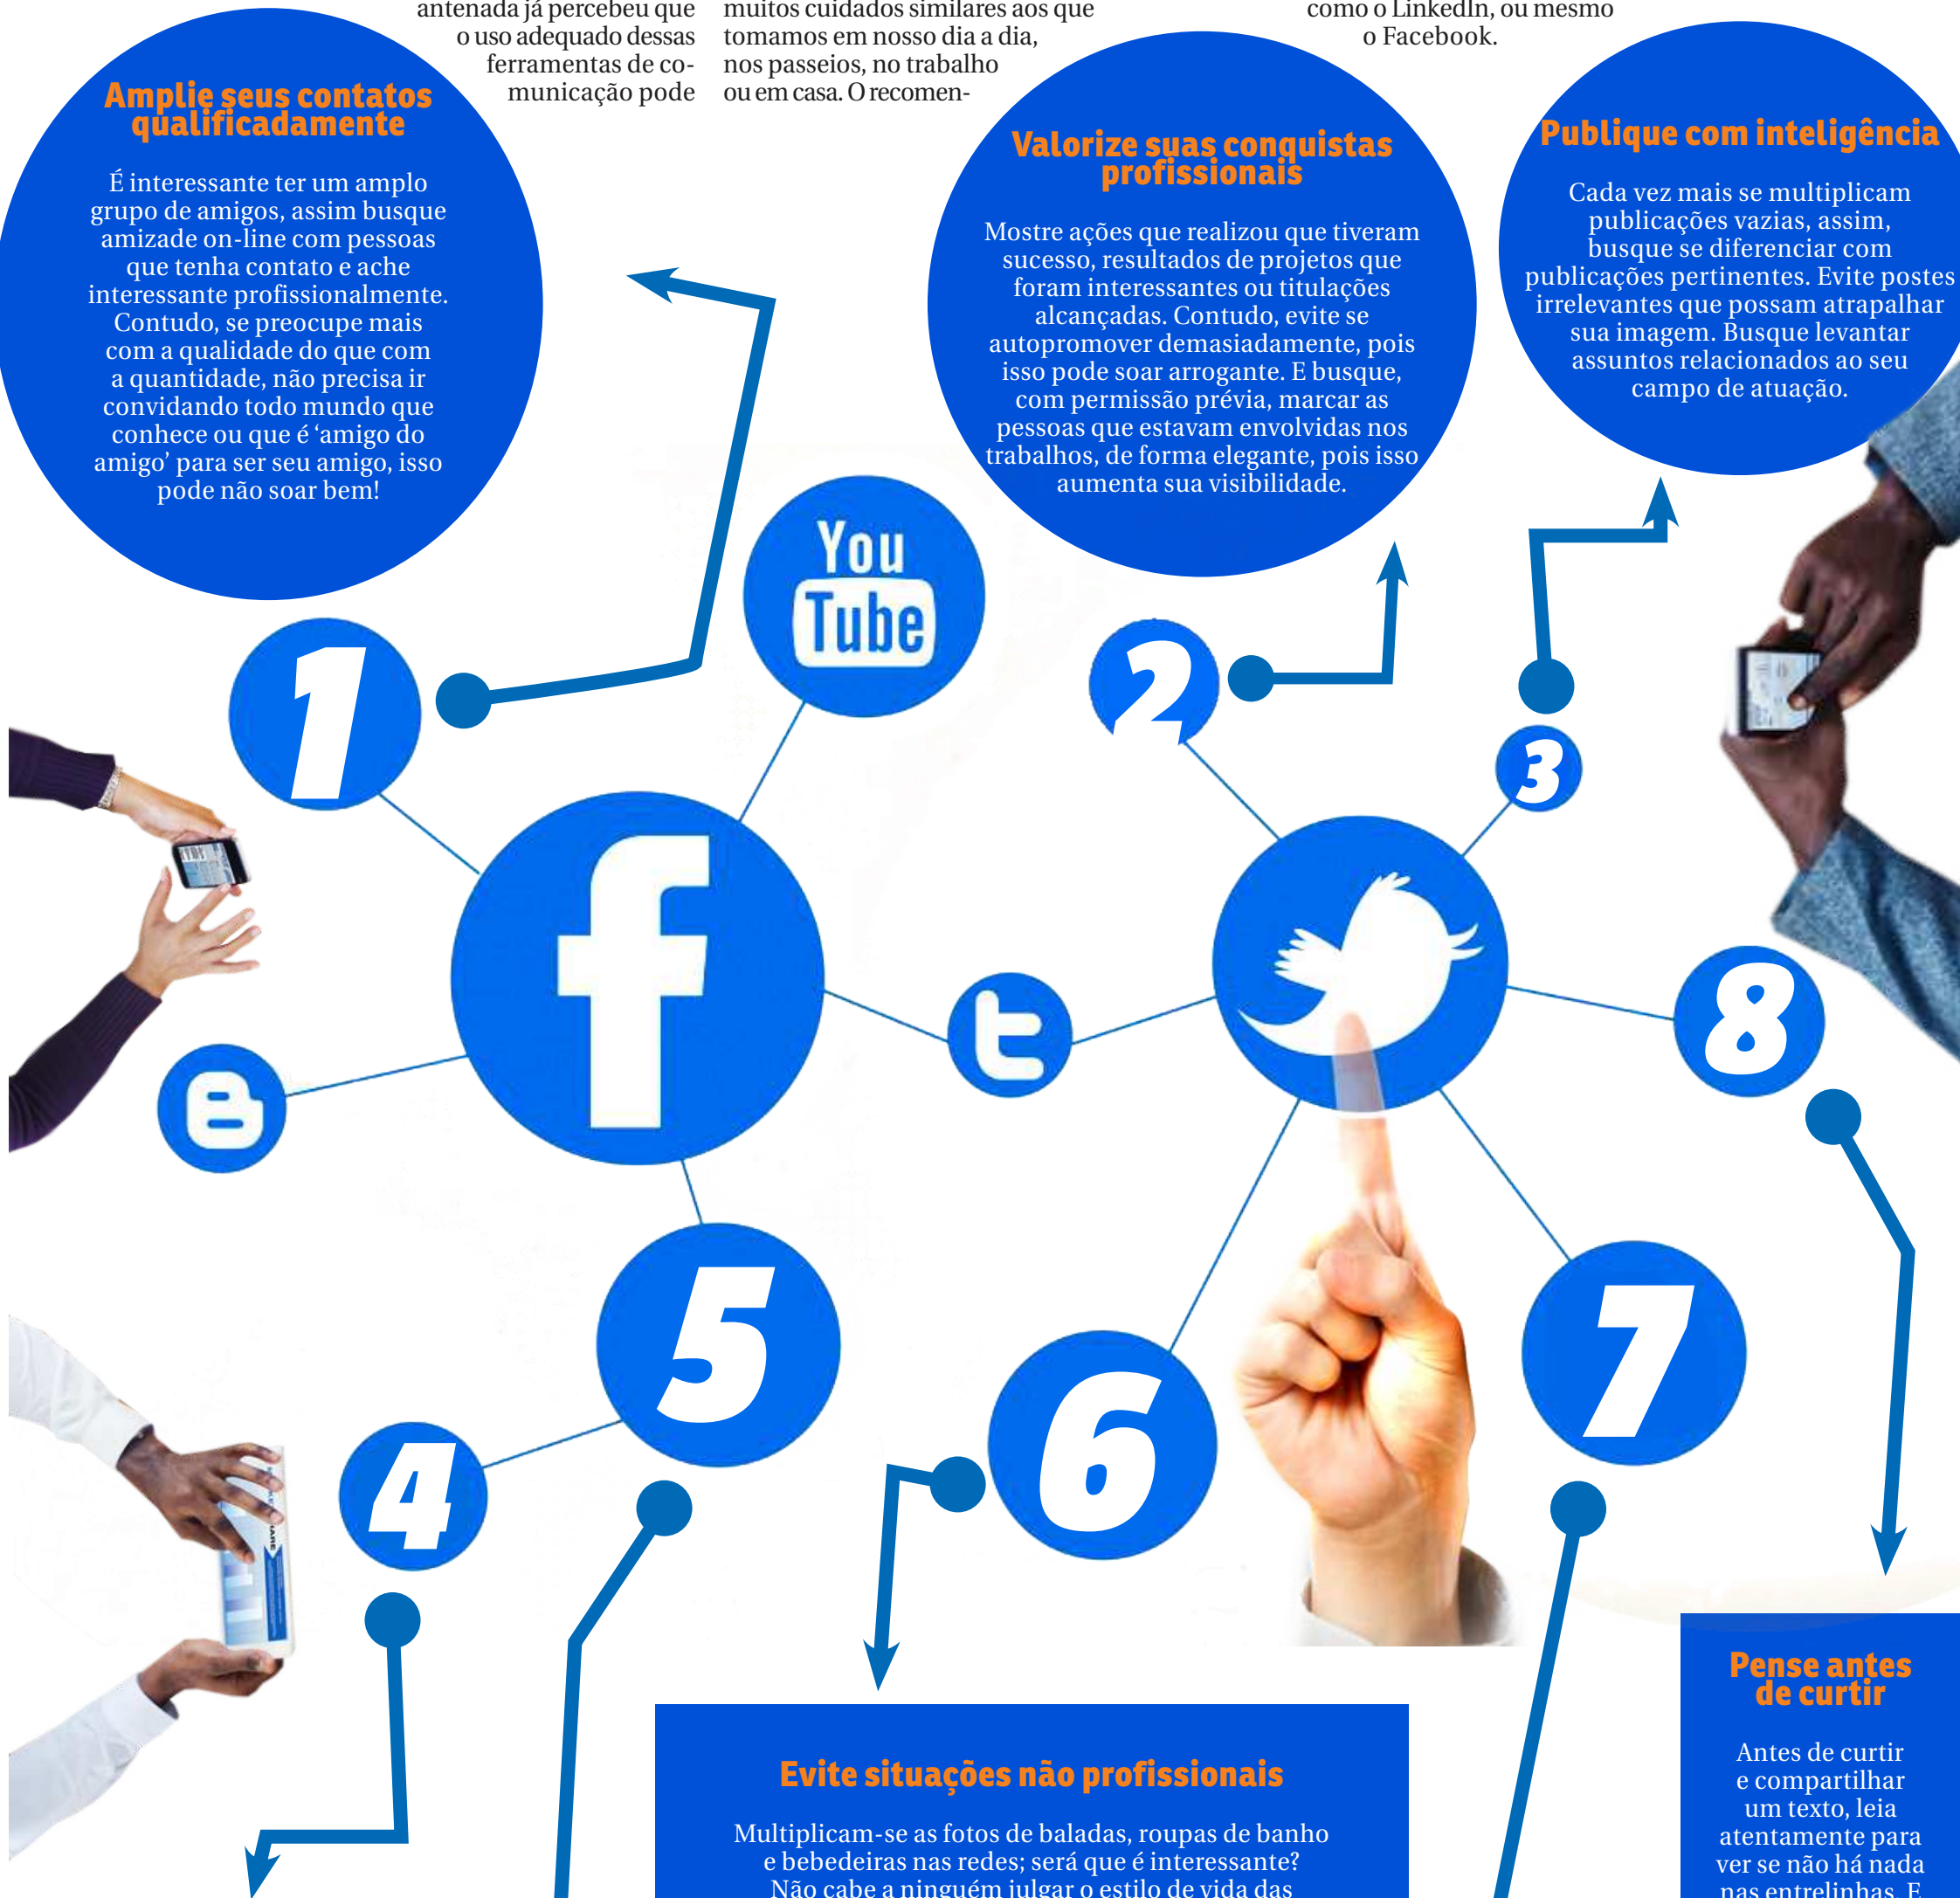 antenada já percebeu que
o uso adequado dessas
ferramentas de co-
municação pode
muitos cuidados similares aos que
tomamos em nosso dia a dia,
nos passeios, no trabalho
ou em casa. O recomen-
como o LinkedIn, ou mesmo
o Facebook.
Amplie seus contatos
qualificadamente
É interessante ter um amplo
grupo de amigos, assim busque
amizade on-line com pessoas
que tenha contato e ache
interessante profissionalmente.
Contudo, se preocupe mais
com a qualidade do que com
a quantidade, não precisa ir
convidando todo mundo que
conhece ou que é ‘amigo do
amigo’ para ser seu amigo, isso
pode não soar bem!
Valorize suas conquistas
profissionais
Mostre ações que realizou que tiveram
sucesso, resultados de projetos que
foram interessantes ou titulações
alcançadas. Contudo, evite se
autopromover demasiadamente, pois
isso pode soar arrogante. E busque,
com permissão prévia, marcar as
pessoas que estavam envolvidas nos
trabalhos, de forma elegante, pois isso
aumenta sua visibilidade.
Publique com inteligência
Cada vez mais se multiplicam
publicações vazias, assim,
busque se diferenciar com
publicações pertinentes. Evite postes
irrelevantes que possam atrapalhar
sua imagem. Busque levantar
assuntos relacionados ao seu
campo de atuação.
You
Tube
1
2
3
f
t
8
B
5
7
6
4
Evite situações não profissionais
Multiplicam-se as fotos de baladas, roupas de banho
e bebedeiras nas redes; será que é interessante?
Não cabe a ninguém julgar o estilo de vida das
Pense antes
de curtir
Antes de curtir
e compartilhar
um texto, leia
atentamente para
ver se não há nada
nas entrelinhas. E